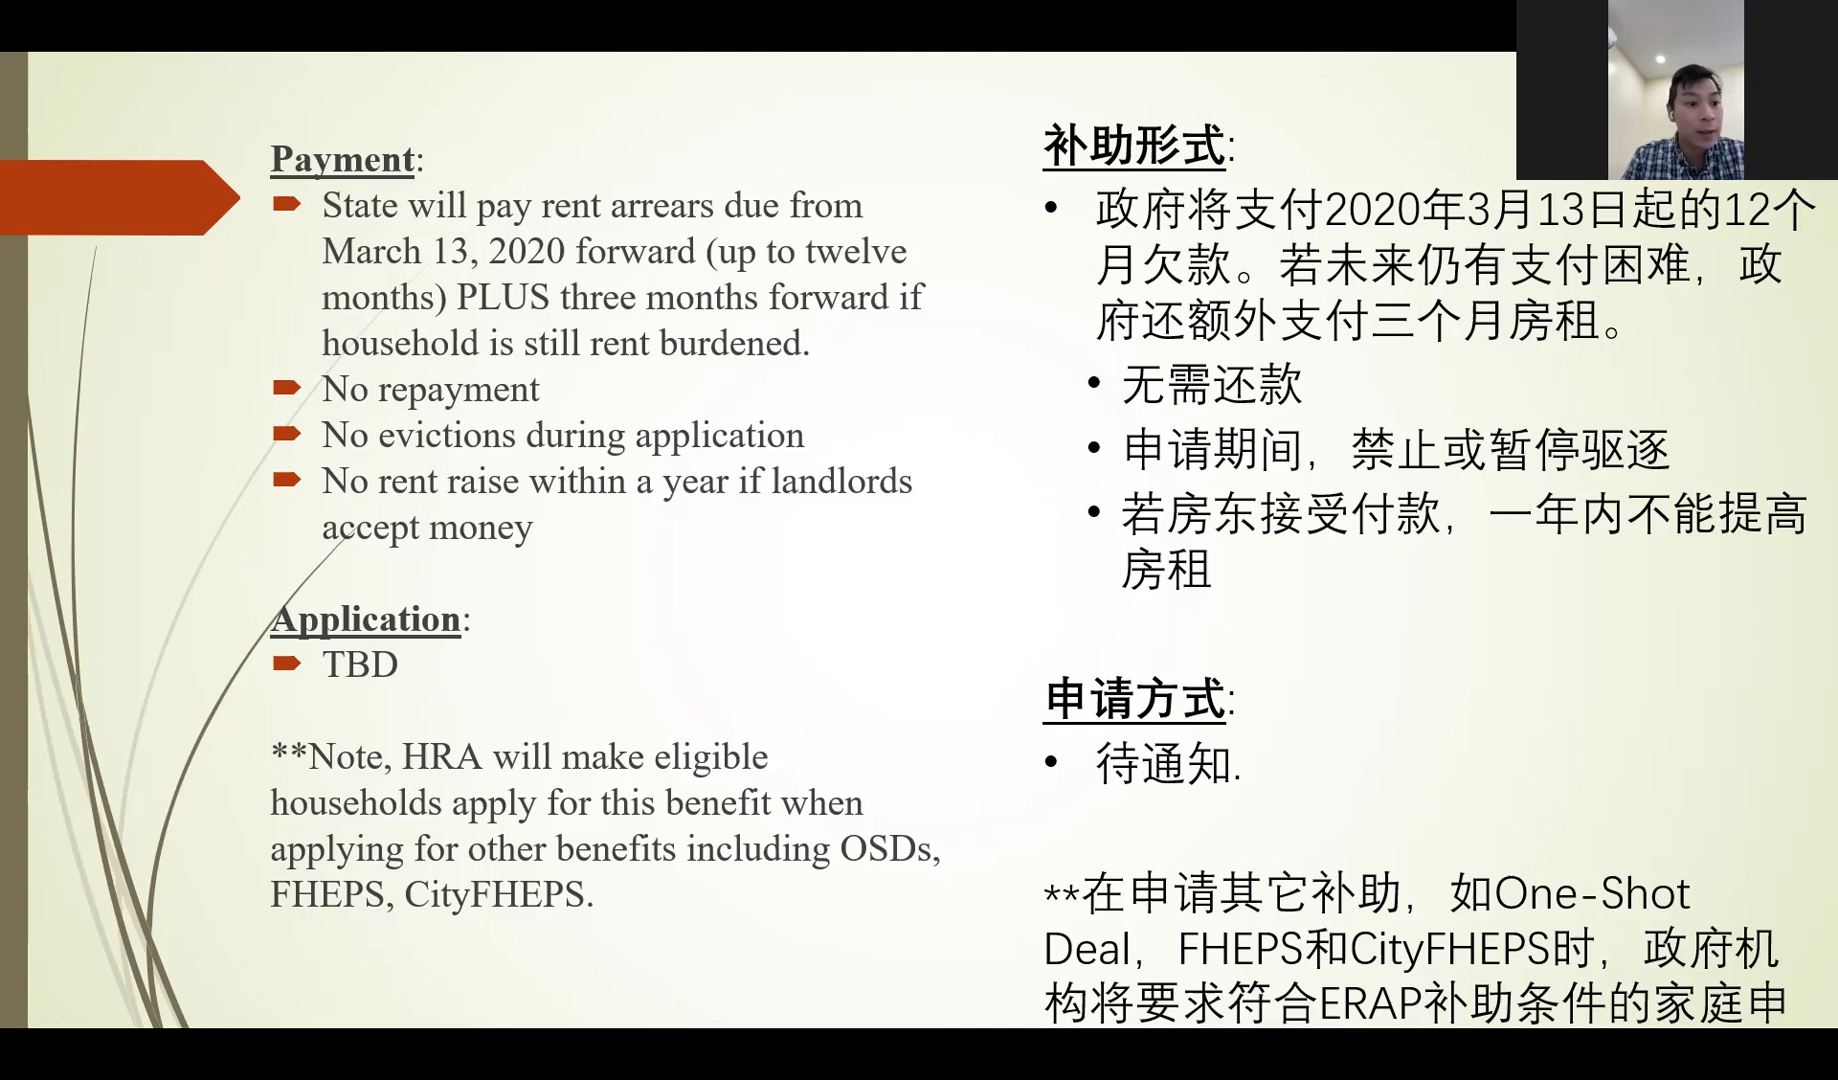 Payment:
State will pay rent arrears due from
March 13, 2020 forward (up to twelve
months) PLUS three months forward if
household is still rent burdened.
No repayment
No evictions during application
No rent raise within a year if landlords
accept money
Application:
TBD
**Note, HRA will make eligible
households apply for this benefit when
applying for other benefits including OSDs,
FHEPS, CityFHEPS.
补助形式:
• 政府将支付2020年3月13日起的12个
月欠款。若未来仍有支付困难，政
府还额外支付三个月房租。
• 无需还款
• 申请期间，禁止或暂停驱逐
• 若房东接受付款，一年内不能提高
房租
申请方式:
• 待通知.
**在申请其它补助，如One-Shot
Deal，FHEPS和CityFHEPS时，政府机
构将要求符合ERAP补助条件的家庭申